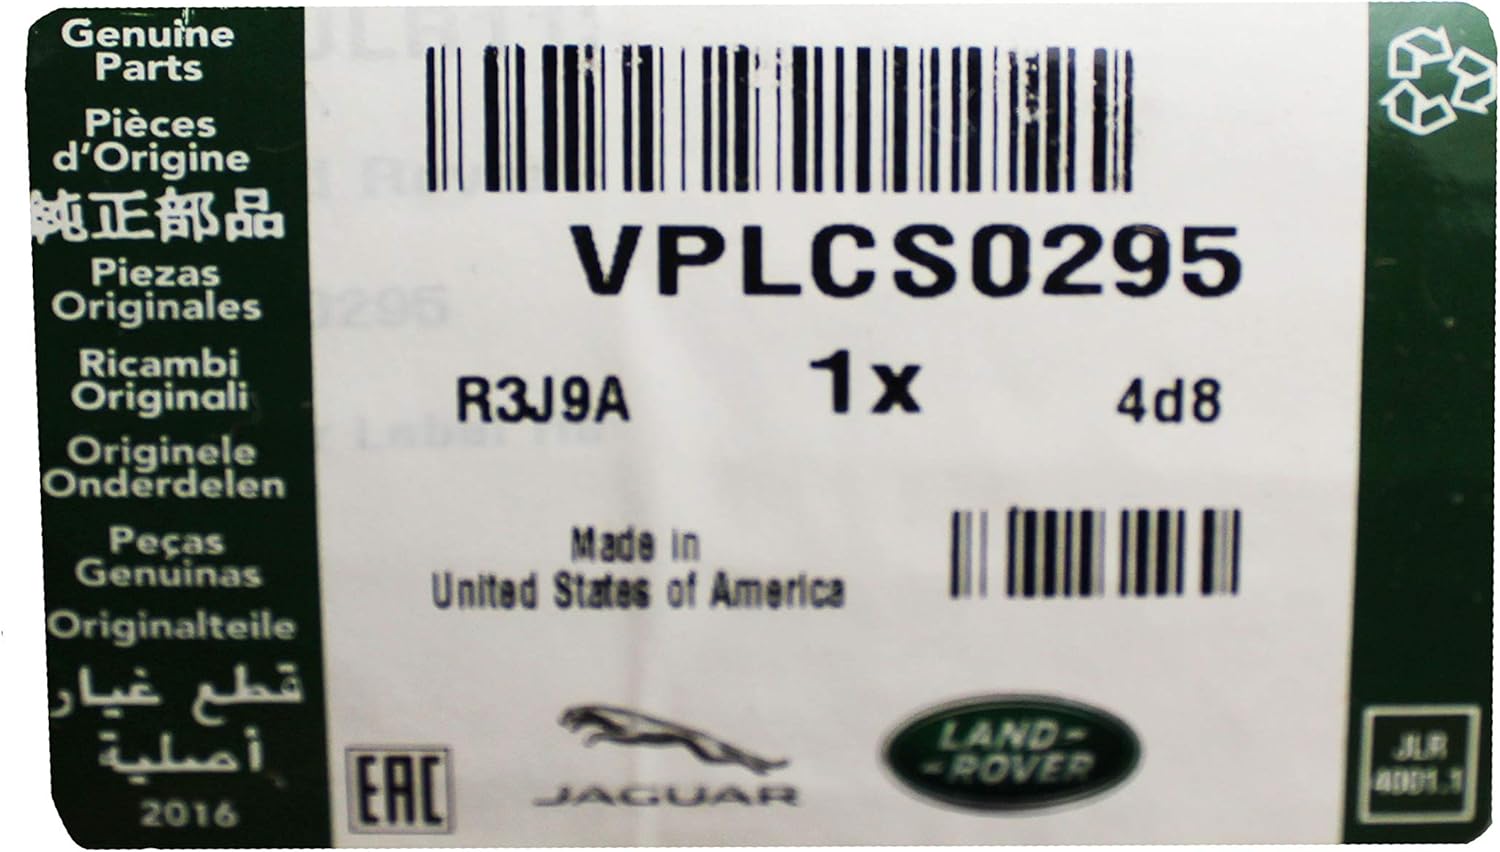 Genuine
Parts
Pièces
d'Origine
純正部品
Piezas
Originales
Ricambi
Originali
Originele
Onderdelen
Peças
Genuinas
Originalteile
قطع غيار
أصلية
2016
VPLCS0295
R3J9A 1x 4d8
Made in
United States of America
EAC
JAGUAR
LAND-
-ROVER
JLR
4001.1
0295